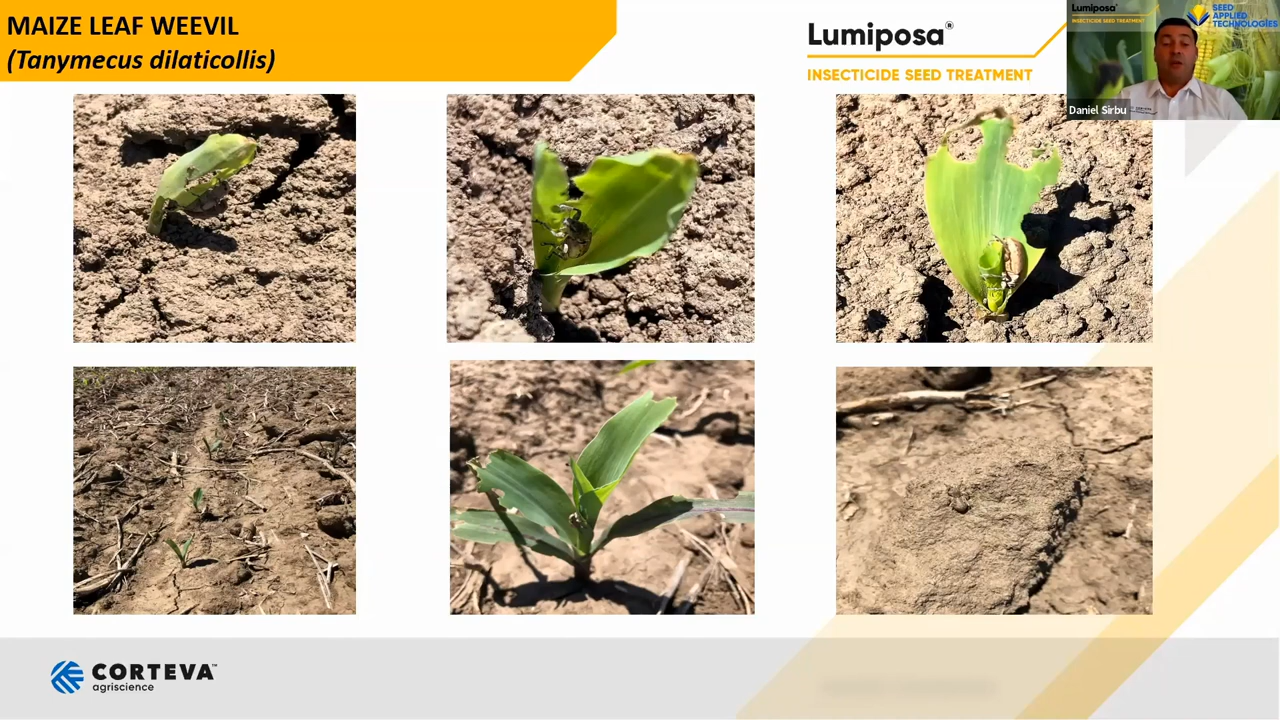 MAIZE LEAF WEEVIL
(Tanymecus dilaticollis)
Lumiposa®
INSECTICIDE SEED TREATMENT
Lumiposa
INSECTICIDE SEED TREATMENT
SEED
APPLIED
TECHNOLOGIES
Daniel Sirbu
CORTEVA™
agriscience